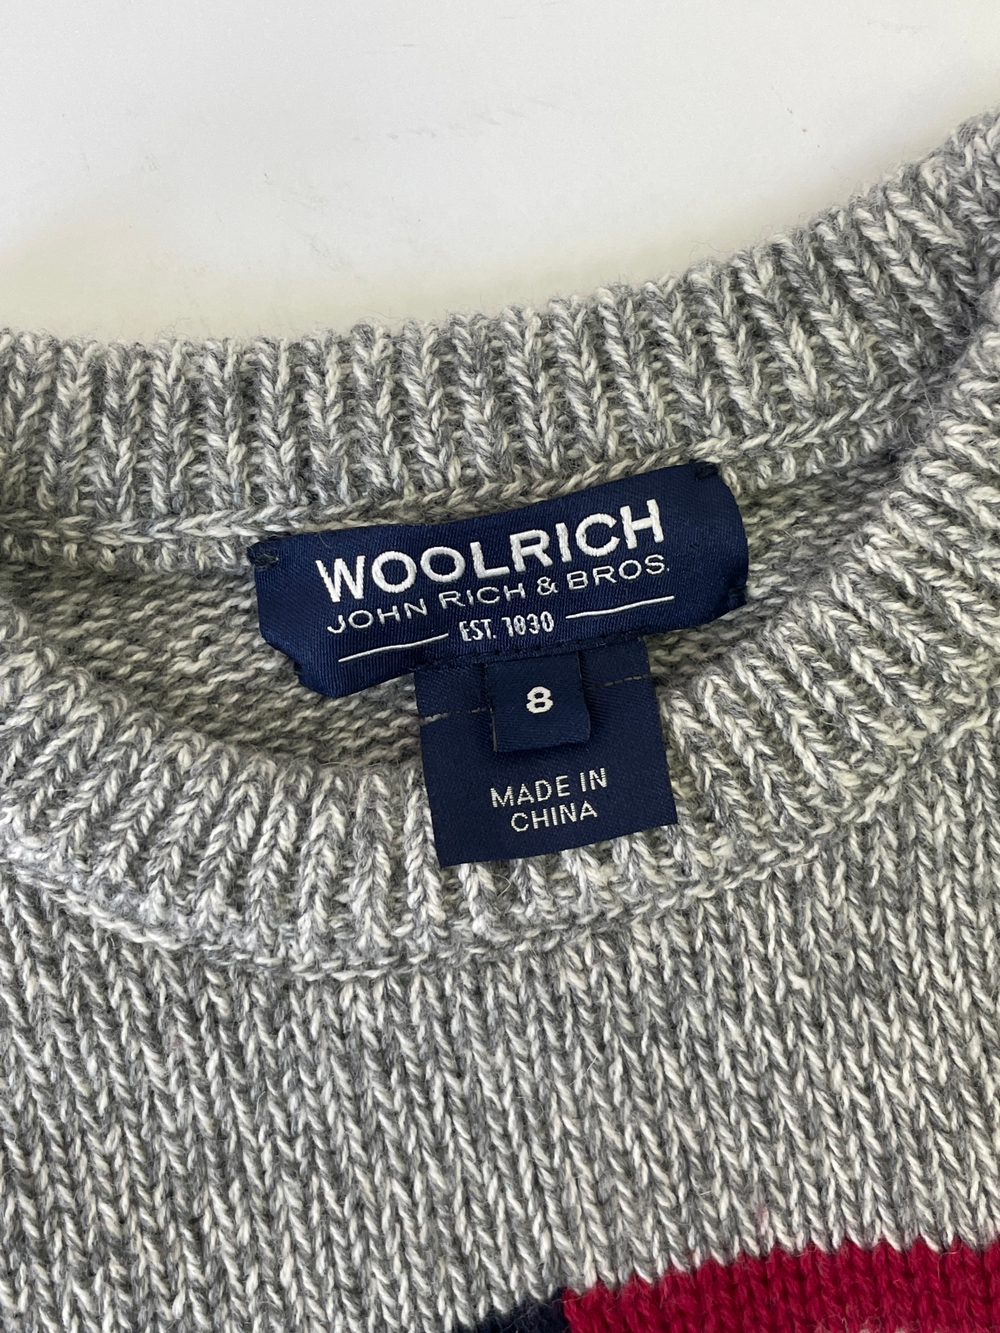 WOOLRICH
JOHN RICH & BROS.
EST. 1830
8
MADE IN
CHINA